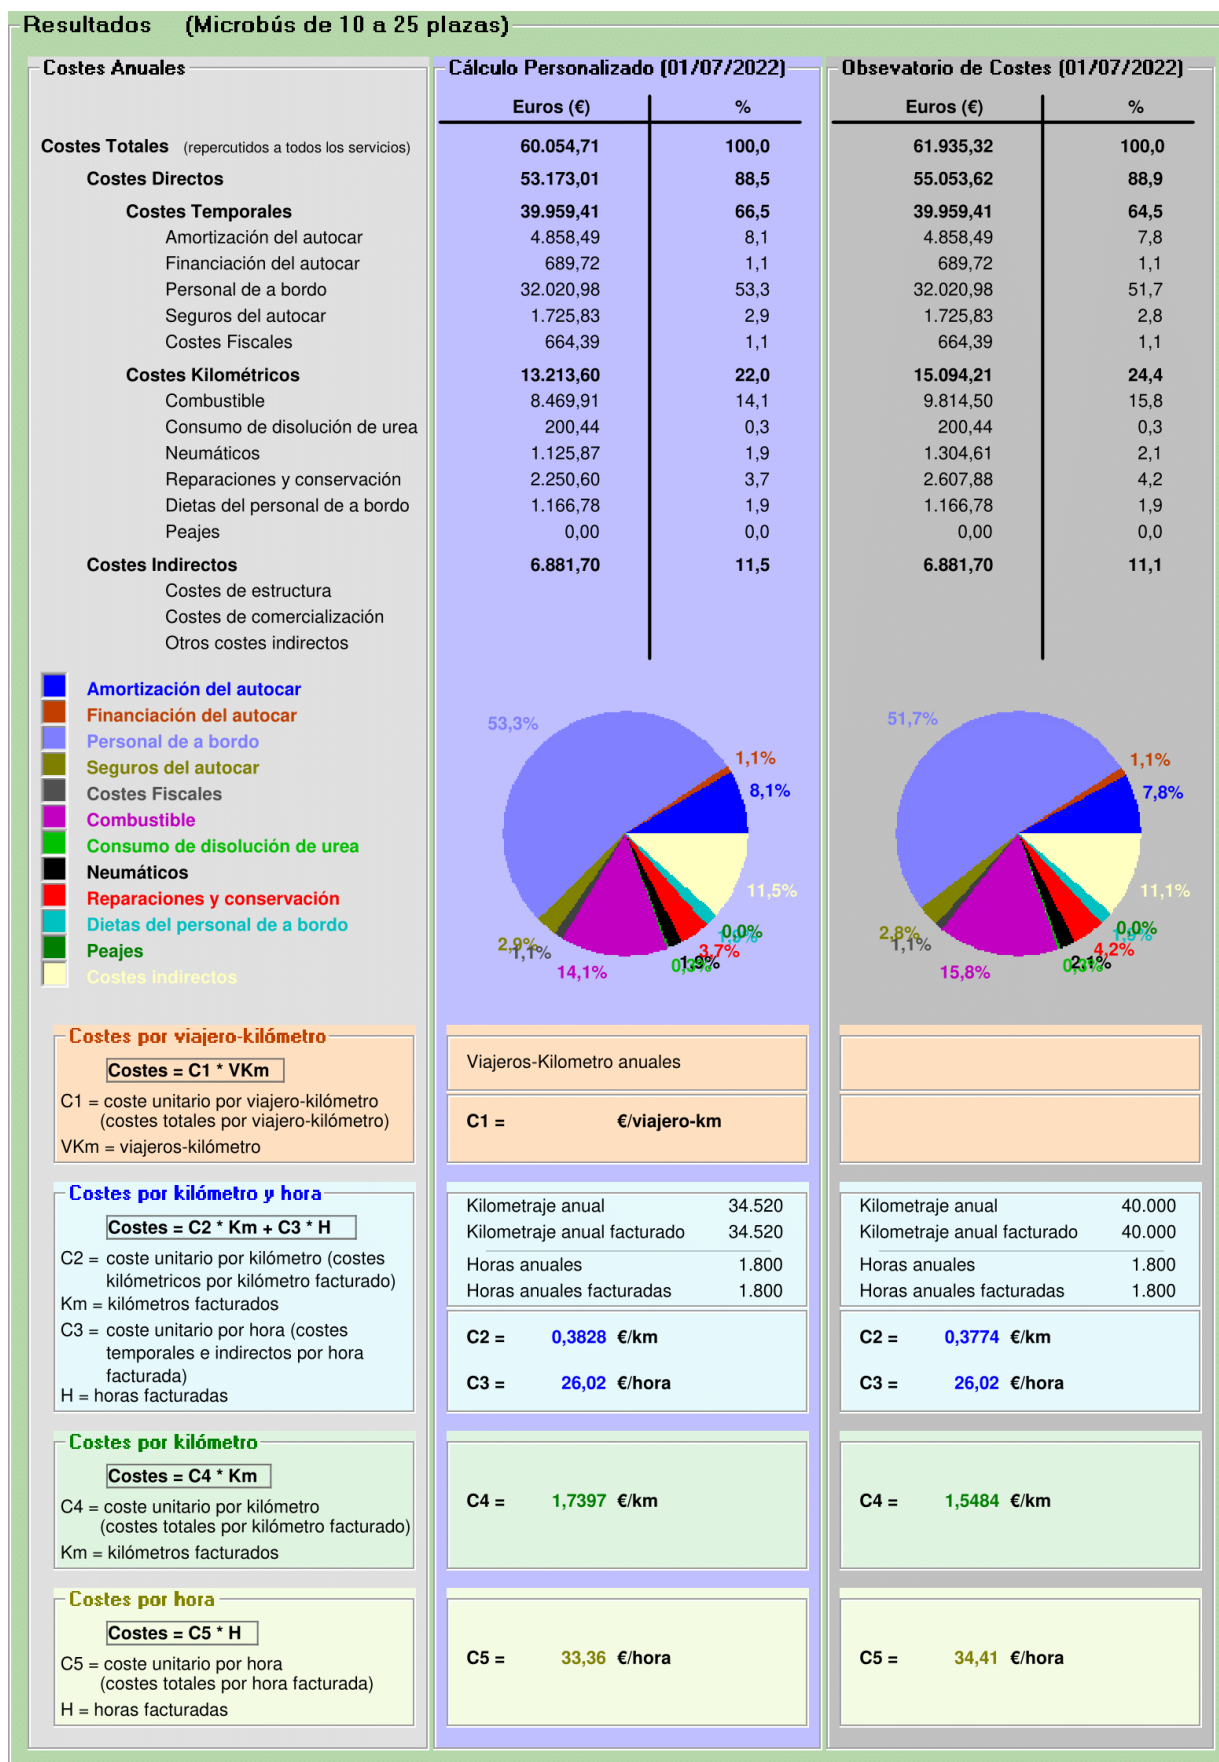 Resultados (Microbús de 10 a 25 plazas)
Costes Anuales
Cálculo Personalizado (01/07/2022)
Obsevatorio de Costes (01/07/2022)
Euros (€) % Euros (€) %
Costes Totales (repercutidos a todos los servicios) 60.054,71 100,0 61.935,32 100,0
Costes Directos 53.173,01 88,5 55.053,62 88,9
Costes Temporales 39.959,41 66,5 39.959,41 64,5
Amortización del autocar 4.858,49 8,1 4.858,49 7,8
Financiación del autocar 689,72 1,1 689,72 1,1
Personal de a bordo 32.020,98 53,3 32.020,98 51,7
Seguros del autocar 1.725,83 2,9 1.725,83 2,8
Costes Fiscales 664,39 1,1 664,39 1,1
Costes Kilométricos 13.213,60 22,0 15.094,21 24,4
Combustible 8.469,91 14,1 9.814,50 15,8
Consumo de disolución de urea 200,44 0,3 200,44 0,3
Neumáticos 1.125,87 1,9 1.304,61 2,1
Reparaciones y conservación 2.250,60 3,7 2.607,88 4,2
Dietas del personal de a bordo 1.166,78 1,9 1.166,78 1,9
Peajes 0,00 0,0 0,00 0,0
Costes Indirectos 6.881,70 11,5 6.881,70 11,1
Costes de estructura
Costes de comercialización
Otros costes indirectos
Amortización del autocar
Financiación del autocar
Personal de a bordo
Seguros del autocar
Costes Fiscales
Combustible
Consumo de disolución de urea
Neumáticos
Reparaciones y conservación
Dietas del personal de a bordo
Peajes
Costes indirectos
53,3%
1,1%
8,1%
11,5%
0,0%
1,9%
3,7%
1,9%
0,3%
14,1%
1,1%
2,9%
51,7%
1,1%
7,8%
11,1%
0,0%
1,9%
4,2%
2,1%
0,3%
15,8%
1,1%
2,8%
Costes por viajero-kilómetro
Costes = C1 * VKm
C1 = coste unitario por viajero-kilómetro
(costes totales por viajero-kilómetro)
VKm = viajeros-kilómetro
Viajeros-Kilometro anuales
C1 = €/viajero-km
Costes por kilómetro y hora
Costes = C2 * Km + C3 * H
C2 = coste unitario por kilómetro (costes
kilómetricos por kilómetro facturado)
Km = kilómetros facturados
C3 = coste unitario por hora (costes
temporales e indirectos por hora
facturada)
H = horas facturadas
Kilometraje anual 34.520
Kilometraje anual facturado 34.520
Horas anuales 1.800
Horas anuales facturadas 1.800
C2 = 0,3828 €/km
C3 = 26,02 €/hora
Kilometraje anual 40.000
Kilometraje anual facturado 40.000
Horas anuales 1.800
Horas anuales facturadas 1.800
C2 = 0,3774 €/km
C3 = 26,02 €/hora
Costes por kilómetro
Costes = C4 * Km
C4 = coste unitario por kilómetro
(costes totales por kilómetro facturado)
Km = kilómetros facturados
C4 = 1,7397 €/km
C4 = 1,5484 €/km
Costes por hora
Costes = C5 * H
C5 = coste unitario por hora
(costes totales por hora facturada)
H = horas facturadas
C5 = 33,36 €/hora
C5 = 34,41 €/hora